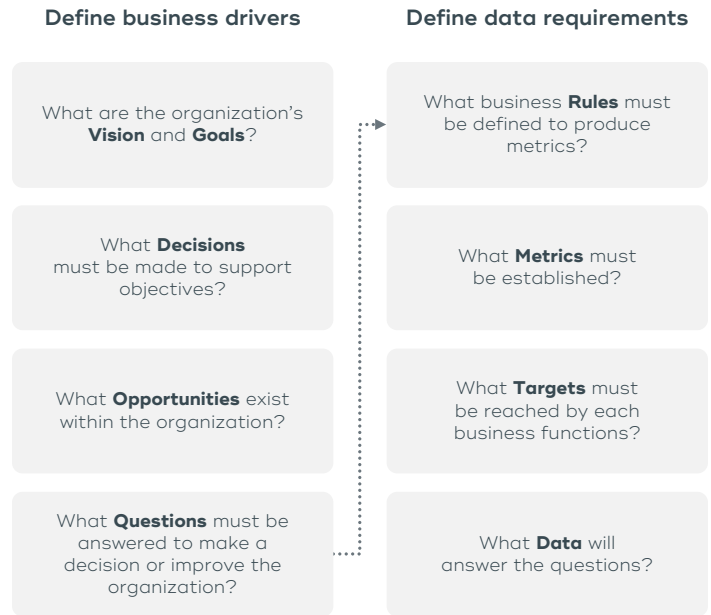 Define business drivers
What are the organization's
Vision and Goals?
What Decisions
must be made to support
objectives?
What Opportunities exist
within the organization?
What Questions must be
answered to make a
decision or improve the
organization?
Define data requirements
What business Rules must
be defined to produce
metrics?
What Metrics must
be established?
What Targets must
be reached by each
business functions?
What Data will
answer the questions?